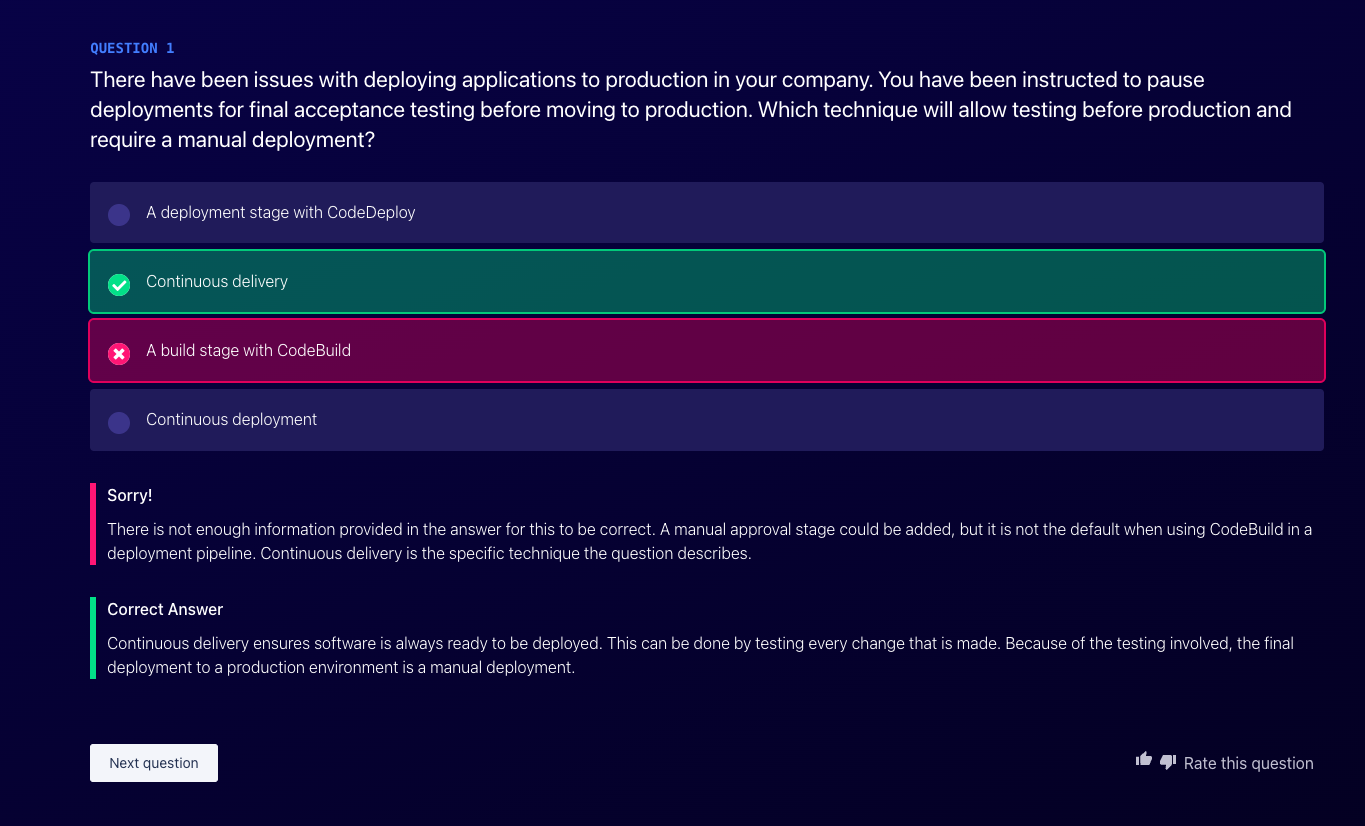 QUESTION 1
There have been issues with deploying applications to production in your company. You have been instructed to pause
deployments for final acceptance testing before moving to production. Which technique will allow testing before production and
require a manual deployment?
A deployment stage with CodeDeploy
Continuous delivery
A build stage with CodeBuild
Continuous deployment
Sorry!
There is not enough information provided in the answer for this to be correct. A manual approval stage could be added, but it is not the default when using CodeBuild in a
deployment pipeline. Continuous delivery is the specific technique the question describes.
Correct Answer
Continuous delivery ensures software is always ready to be deployed. This can be done by testing every change that is made. Because of the testing involved, the final
deployment to a production environment is a manual deployment.
Next question
Rate this question